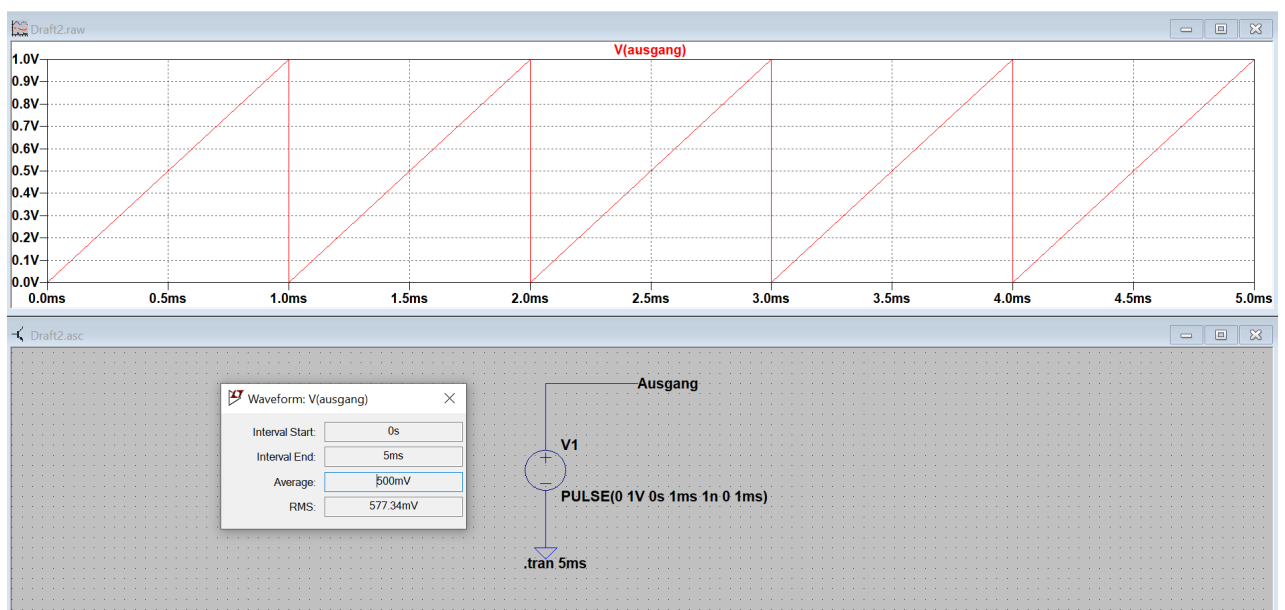 Draft2.raw
V(ausgang)
1.0V
0.9V
0.8V
0.7V
0.6V
0.5V
0.4V
0.3V
0.2V
0.1V
0.0V
0.0ms 0.5ms 1.0ms 1.5ms 2.0ms 2.5ms 3.0ms 3.5ms 4.0ms 4.5ms 5.0ms
Draft2.asc
Waveform: V(ausgang)
Interval Start: 0s
Interval End: 5ms
Average: 500mV
RMS: 577.34mV
Ausgang
V1
PULSE(0 1V 0s 1ms 1n 0 1ms)
.tran 5ms